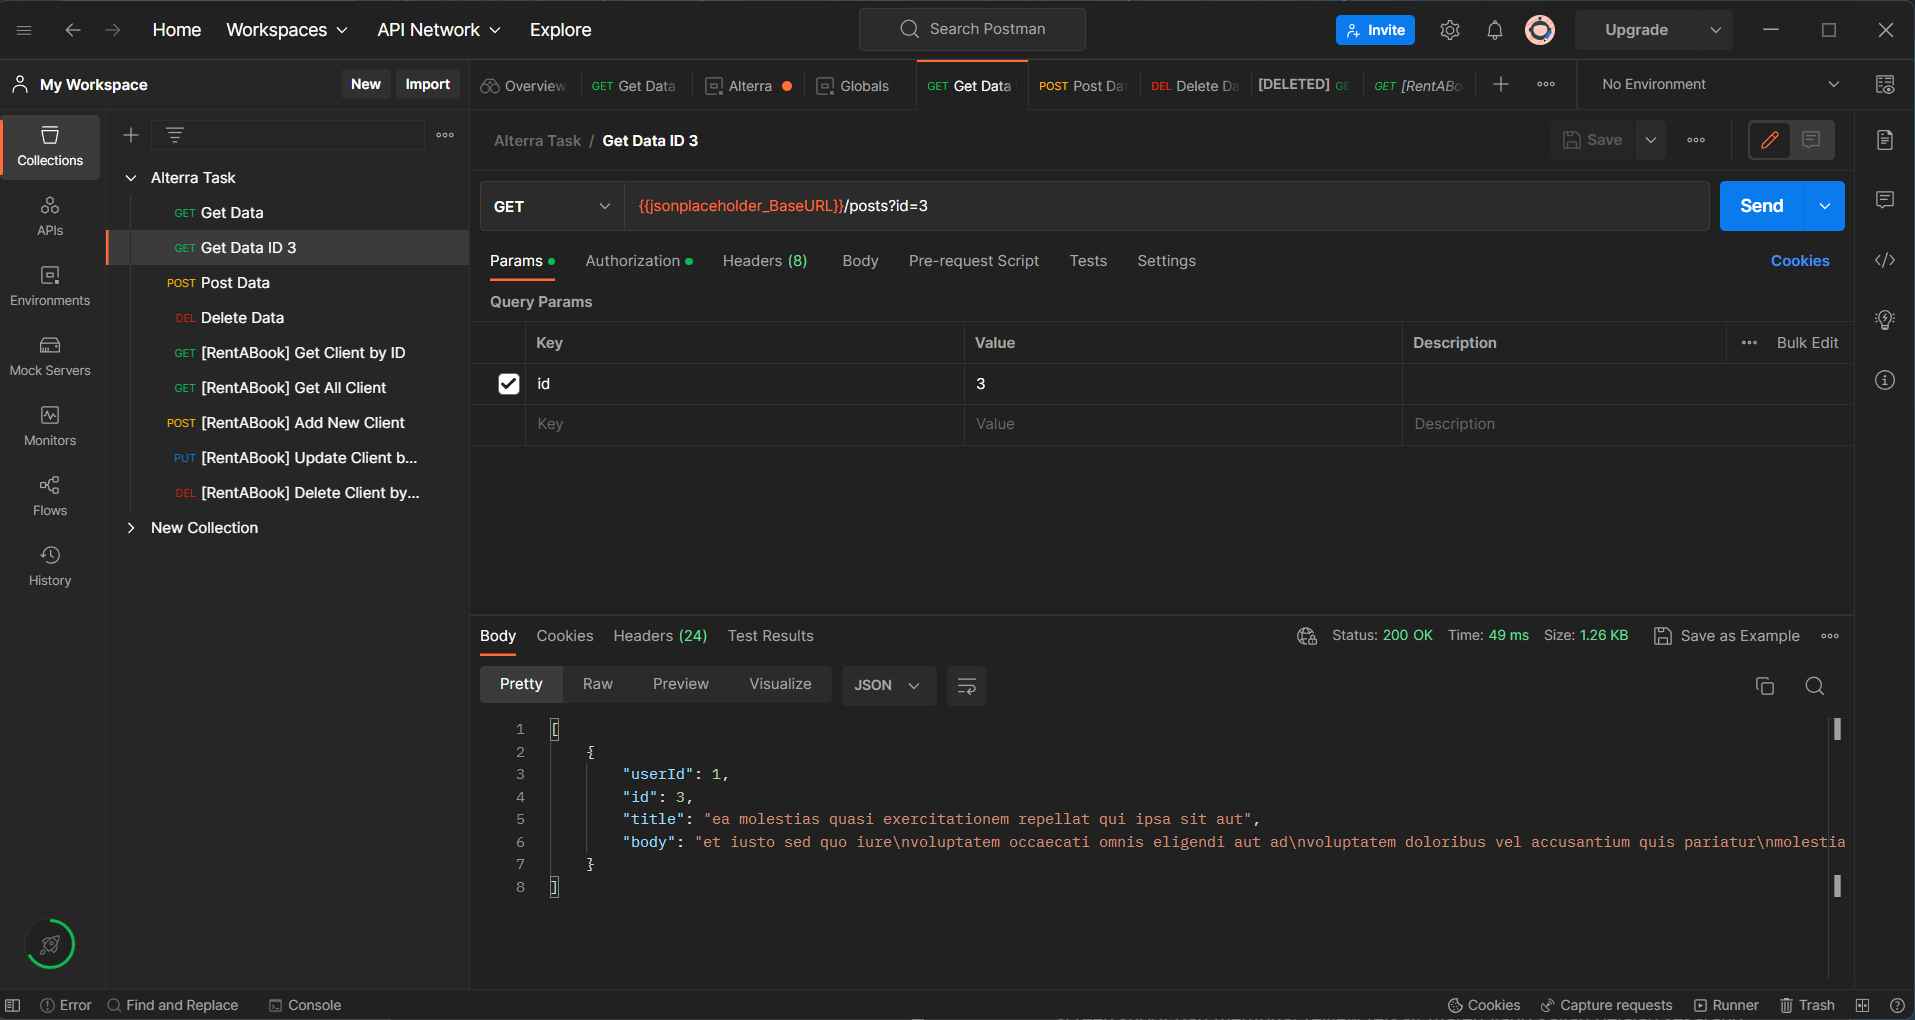 Home
Workspaces
API Network
Explore
Search Postman
Invite
Upgrade
My Workspace
New
Import
Overview
GET Get Data
Alterra
Globals
GET Get Data
POST Post Dat
DEL Delete Da
[DELETED] GE
GET [RentABo
No Environment
Collections
APIs
Environments
Mock Servers
Monitors
Flows
History
Alterra Task
GET Get Data
GET Get Data ID 3
POST Post Data
DEL Delete Data
GET [RentABook] Get Client by ID
GET [RentABook] Get All Client
POST [RentABook] Add New Client
PUT [RentABook] Update Client b...
DEL [RentABook] Delete Client by...
New Collection
Alterra Task / Get Data ID 3
Save
GET
{{jsonplaceholder_BaseURL}}/posts?id=3
Send
Params
Authorization
Headers (8)
Body
Pre-request Script
Tests
Settings
Cookies
Query Params
Key
Value
Description
Bulk Edit
id
3
Key
Value
Description
Body
Cookies
Headers (24)
Test Results
Status: 200 OK
Time: 49 ms
Size: 1.26 KB
Save as Example
Pretty
Raw
Preview
Visualize
JSON
1 [
2 {
3 "userId": 1,
4 "id": 3,
5 "title": "ea molestias quasi exercitationem repellat qui ipsa sit aut",
6 "body": "et iusto sed quo iure\nvoluptatem occaecati omnis eligendi aut ad\nvoluptatem doloribus vel accusantium quis pariatur\nmolestia
7 }
8 ]
Error
Find and Replace
Console
Cookies
Capture requests
Runner
Trash